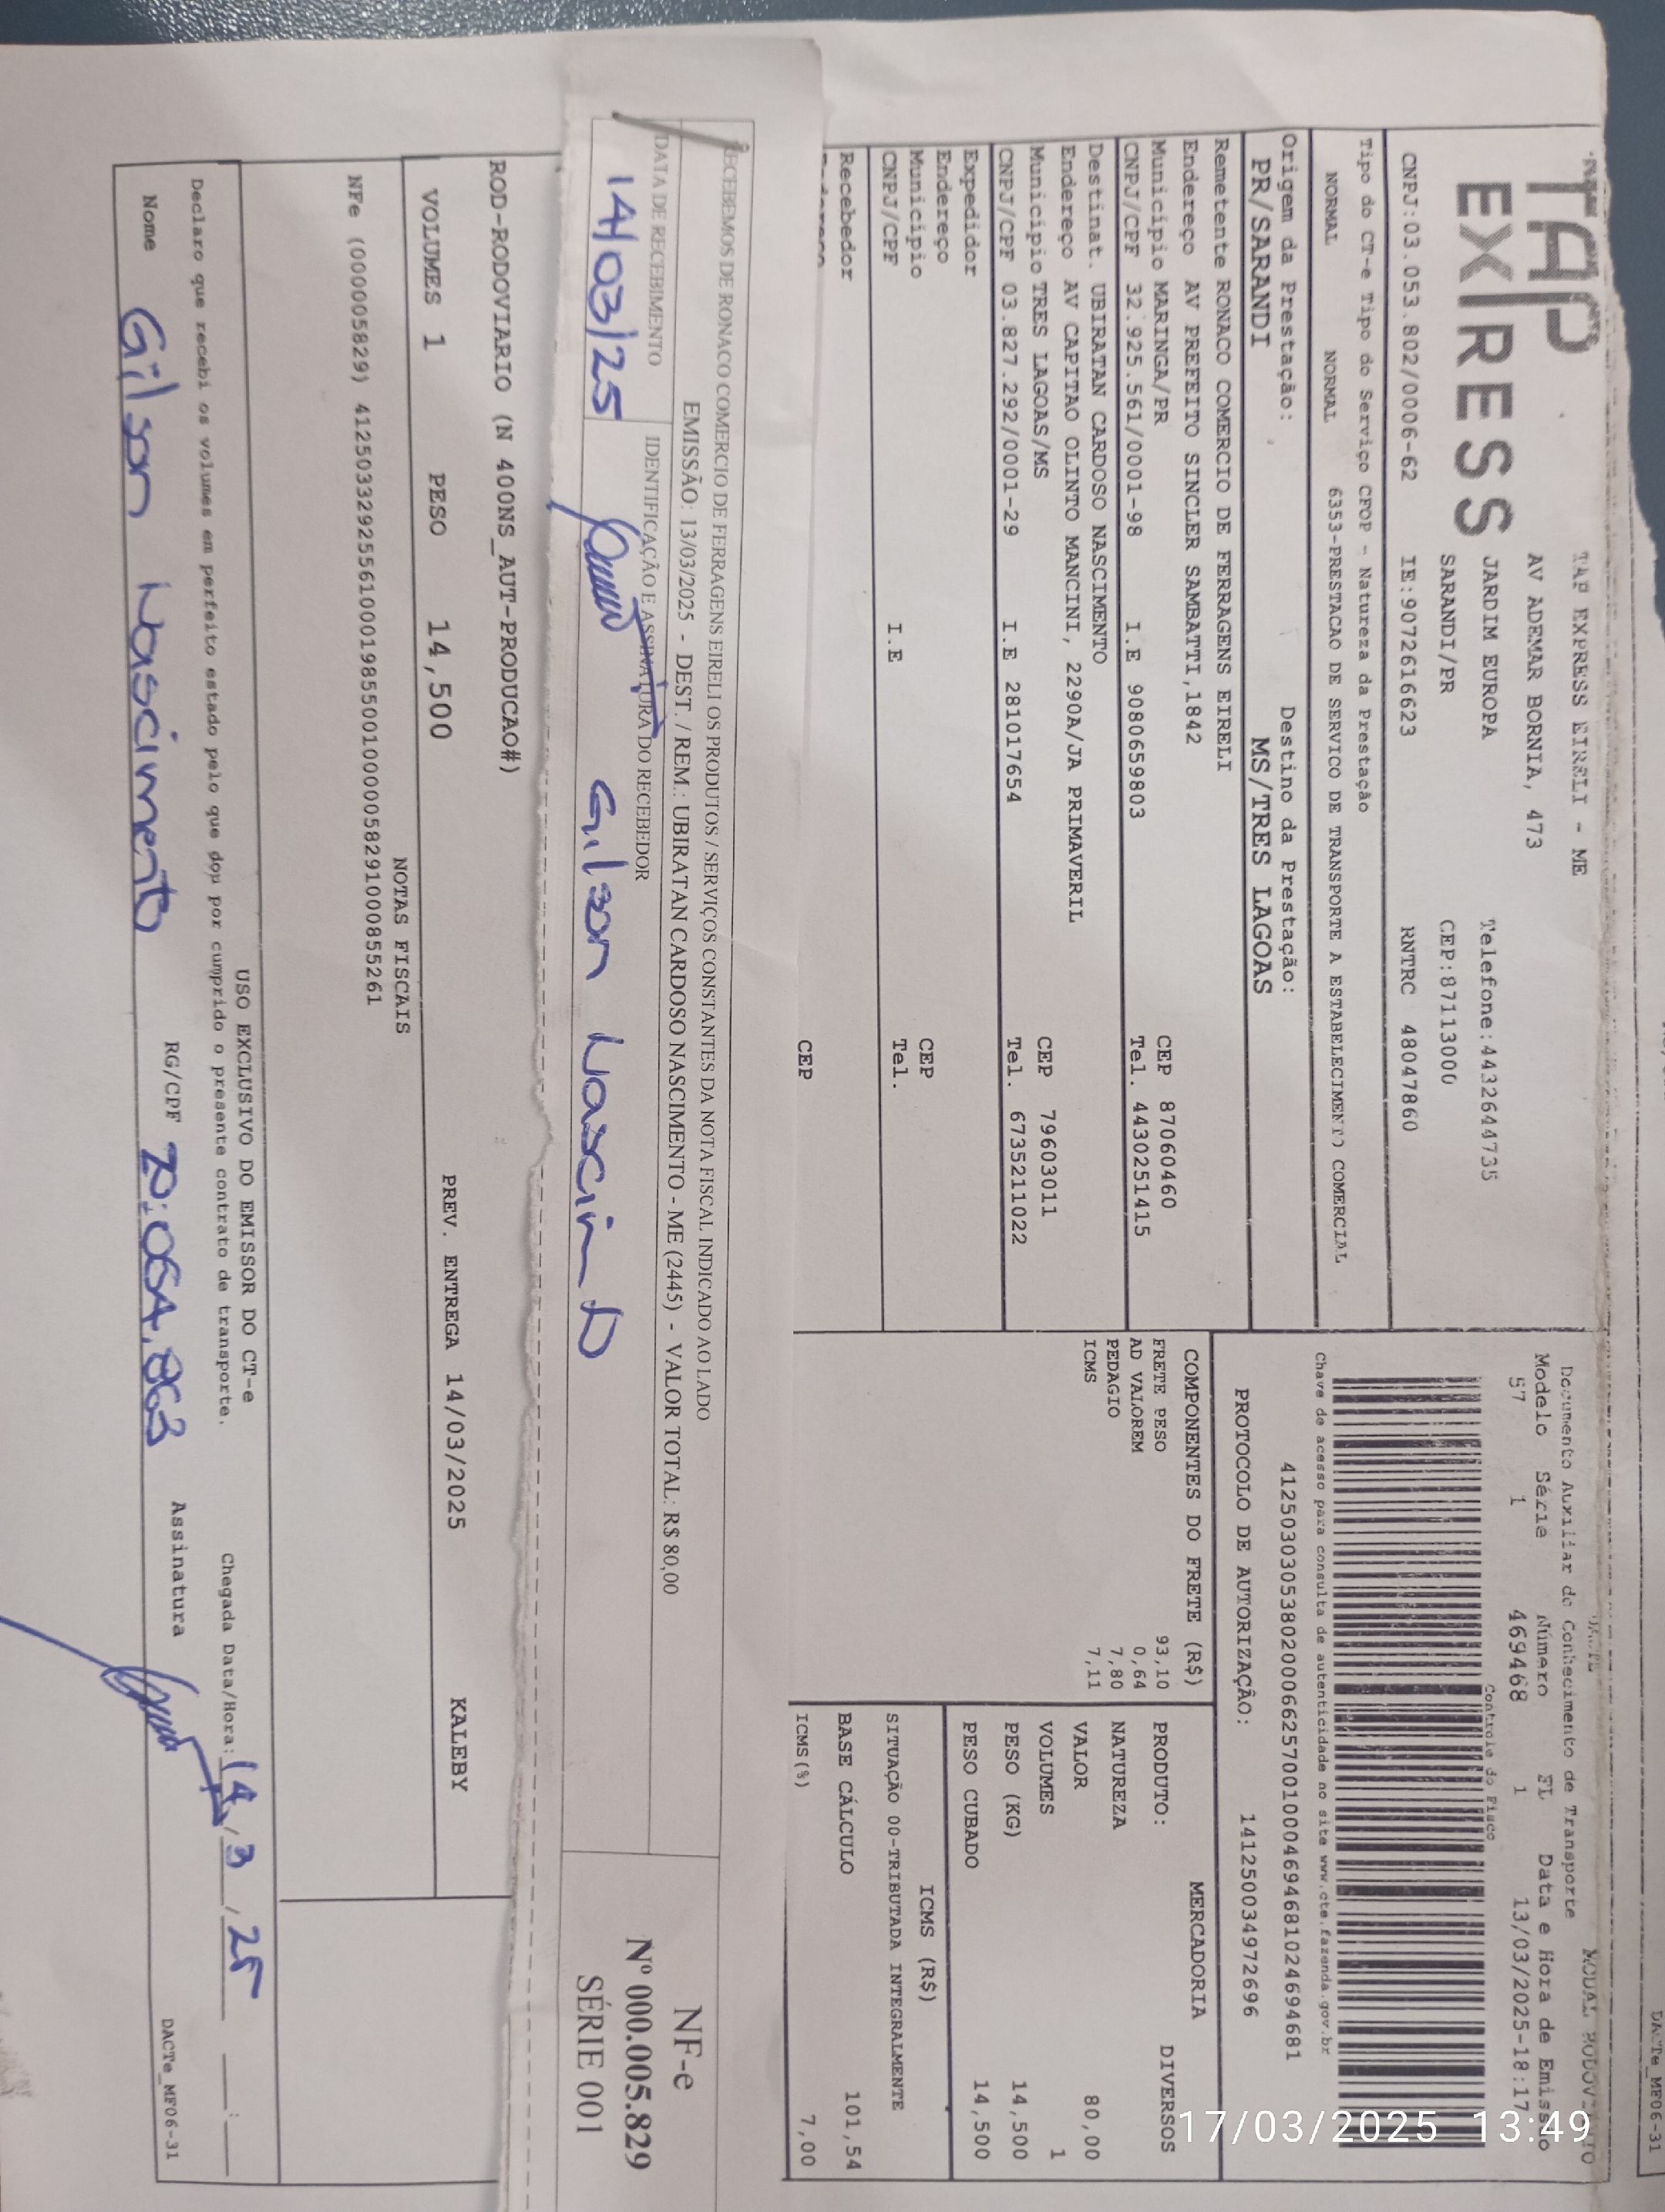 TAP
EXPRESS
TAP EXPRESS EIRELI - ME
AV ADEMAR BORNIA, 473
JARDIM EUROPA Telefone:4432644735
SARANDI/PR CEP:87113000
CNPJ:03.053.802/0006-62 IE:9072616623 RNTRC 48047860
Documento Auxiliar do Conhecimento de Transporte
Modelo Série Número FL Data e Hora de Emissão
57 1 469468 1 13/03/2025-18:17
Controle do Fisco
Tipo do CT-e Tipo do Serviço CFOP - Natureza da Prestação
NORMAL NORMAL 6353-PRESTACAO DE SERVICO DE TRANSPORTE A ESTABELECIMENTO COMERCIAL
Chave de acesso para consulta de autenticidade no site www.cte.fazenda.gov.br
41250303053802000662570010004694681024694681
PROTOCOLO DE AUTORIZAÇÃO: 141250034972696
Origem da Prestação: Destino da Prestação:
PR/SARANDI MS/TRES LAGOAS
Remetente RONACO COMERCIO DE FERRAGENS EIRELI
Endereço AV PREFEITO SINCLER SAMBATTI,1842
Municipio MARINGA/PR CEP 87060460
CNPJ/CPF 32.925.561/0001-98 I.E 9080659803 Tel. 4430251415
Destinat. UBIRATAN CARDOSO NASCIMENTO
Endereço AV CAPITAO OLINTO MANCINI, 2290A/JA PRIMAVERIL
Municipio TRES LAGOAS/MS CEP 79603011
CNPJ/CPF 03.827.292/0001-29 I.E 281017654 Tel. 6735211022
Expedidor
Endereço
Municipio CEP
CNPJ/CPF I.E Tel.
Recebedor
CEP
COMPONENTES DO FRETE (R$)
FRETE PESO 93,10
AD VALOREM 0,64
PEDAGIO 7,80
ICMS 7,11
MERCADORIA
PRODUTO: DIVERSOS
NATUREZA
VALOR 80,00
VOLUMES 1
PESO (KG) 14,500
PESO CUBADO 14,500
ICMS (R$)
SITUAÇÃO 00-TRIBUTADA INTEGRALMENTE
BASE CÁLCULO 101,54
ICMS(%) 7,00
RECEBEMOS DE RONACO COMERCIO DE FERRAGENS EIRELI OS PRODUTOS / SERVIÇOS CONSTANTES DA NOTA FISCAL INDICADO AO LADO
EMISSÃO: 13/03/2025 - DEST. / REM.: UBIRATAN CARDOSO NASCIMENTO - ME (2445) - VALOR TOTAL: R$ 80,00
DATA DE RECEBIMENTO IDENTIFICAÇÃO E ASSINATURA DO RECEBEDOR
14/03/25 Gilson
NF-e
Nº 000.005.829
SÉRIE 001
ROD-RODOVIARIO (N 400NS_AUT-PRODUCAO#)
VOLUMES 1 PESO 14,500 PREV. ENTREGA 14/03/2025 KALEBY
NOTAS FISCAIS
NFe (000005829) 41250332925561000198550010000058291000855261
USO EXCLUSIVO DO EMISSOR DO CT-e
Declaro que recebi os volumes em perfeito estado pelo que dou por cumprido o presente contrato de transporte. Chegada Data/Hora: 14/3/25
Nome Gilson Nascimento RG/CPF Assinatura
DACTe_MF06-31
DACTe_MF06-31
17/03/2025 13:49